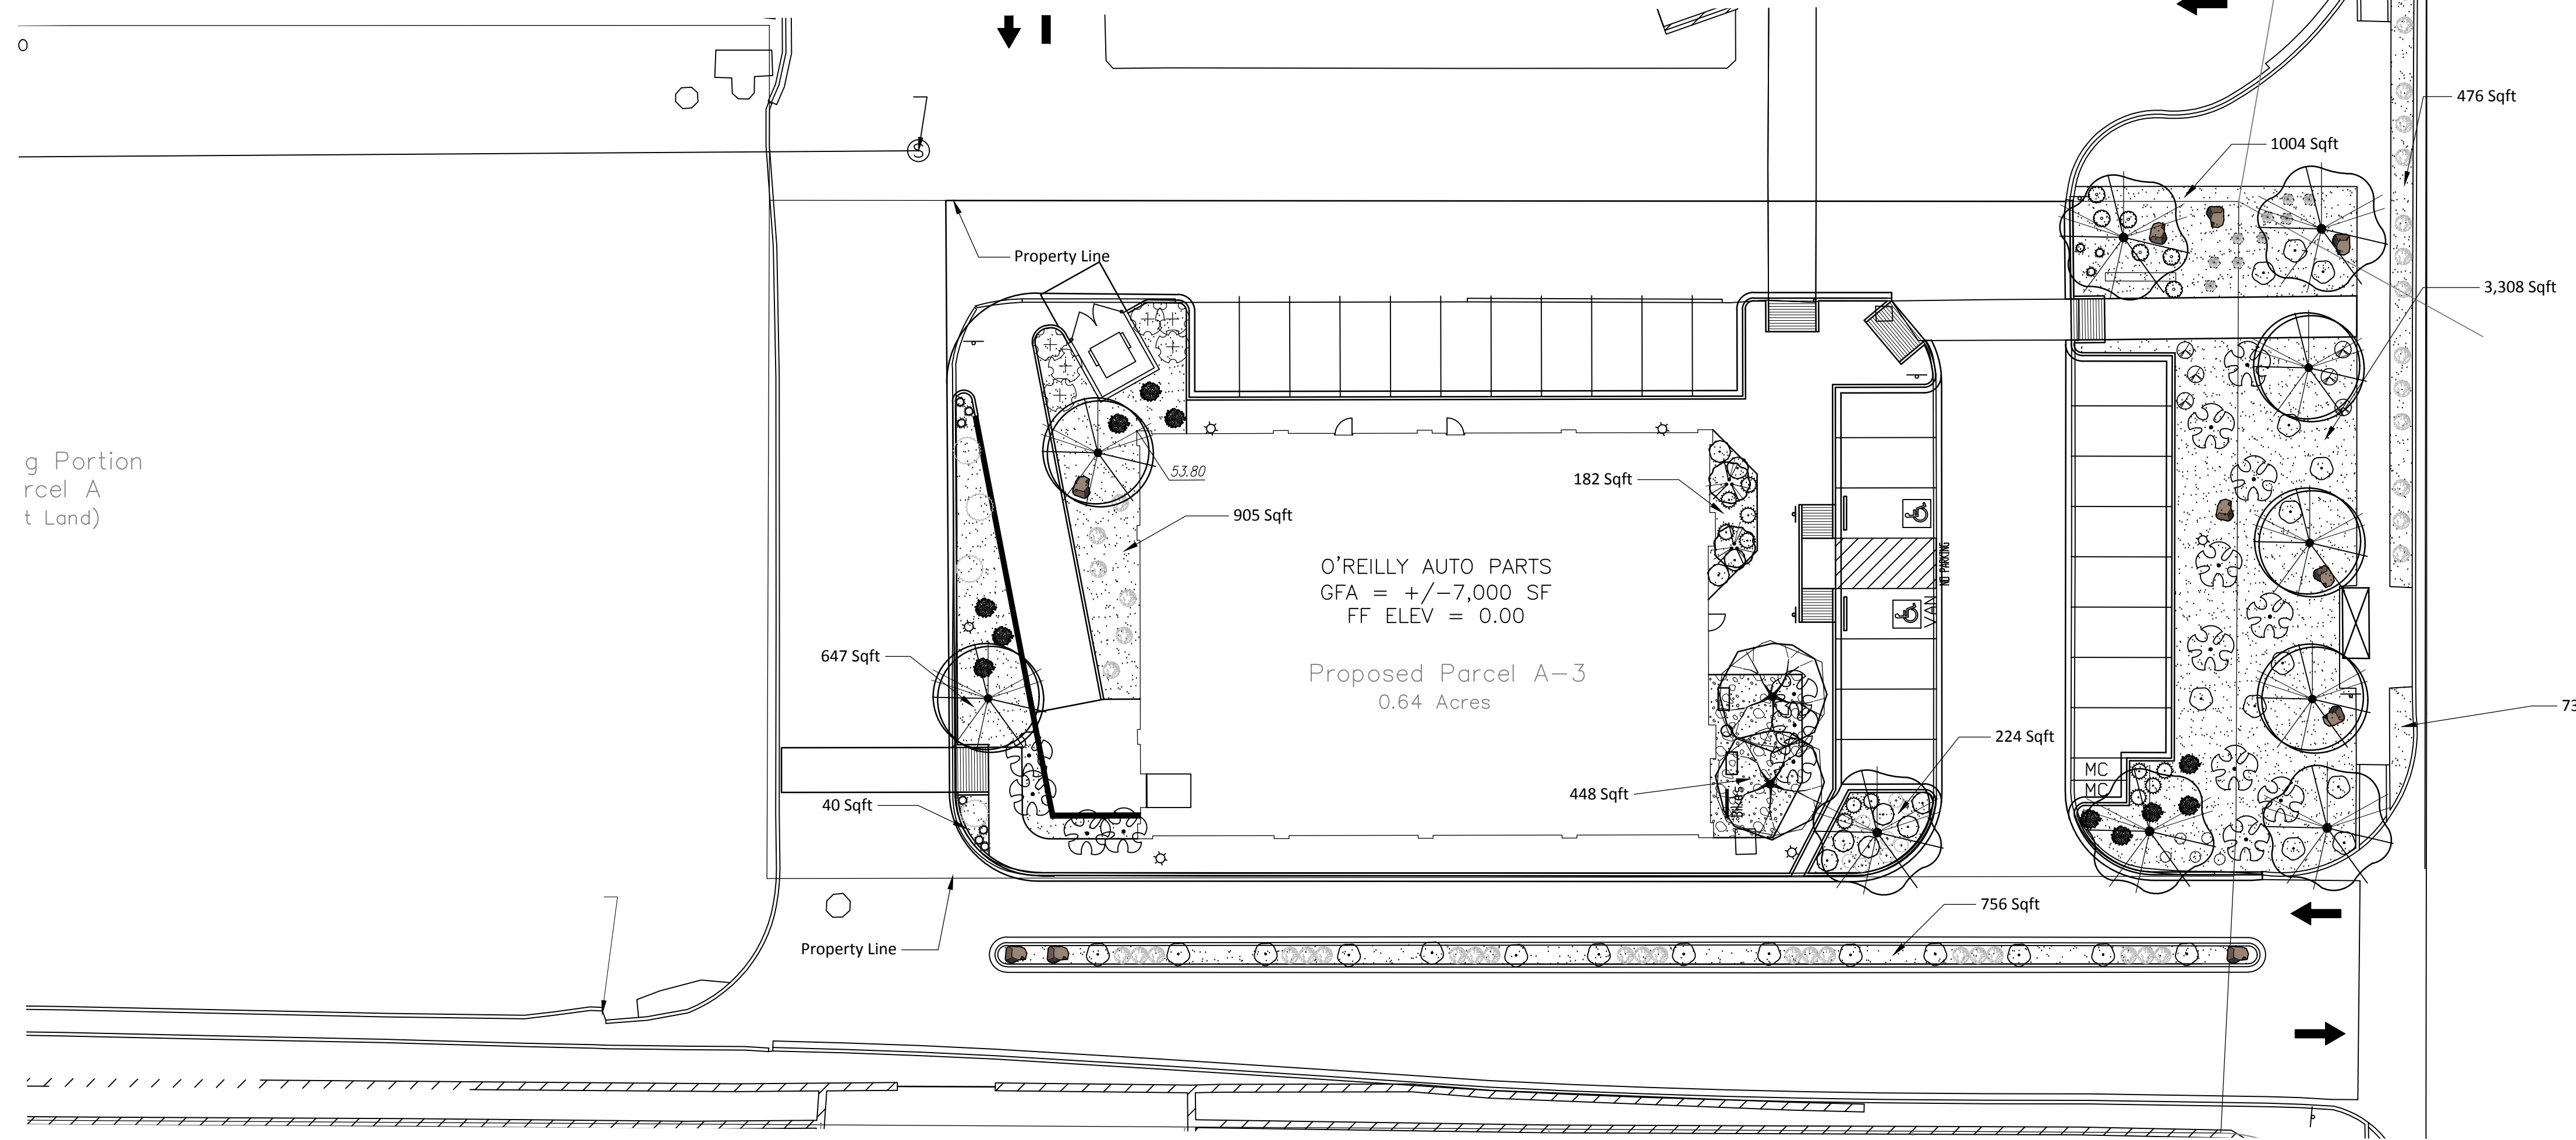 O
476 Sqft
1004 Sqft
S
Property Line
3,308 Sqft
g Portion
rcel A
t Land)
53.80
182 Sqft
905 Sqft
NO PARKING
O'REILLY AUTO PARTS
GFA = +/-7,000 SF
FF ELEV = 0.00
VAN
647 Sqft
Proposed Parcel A-3
0.64 Acres
73
224 Sqft
MC
MC
448 Sqft
40 Sqft
756 Sqft
Property Line